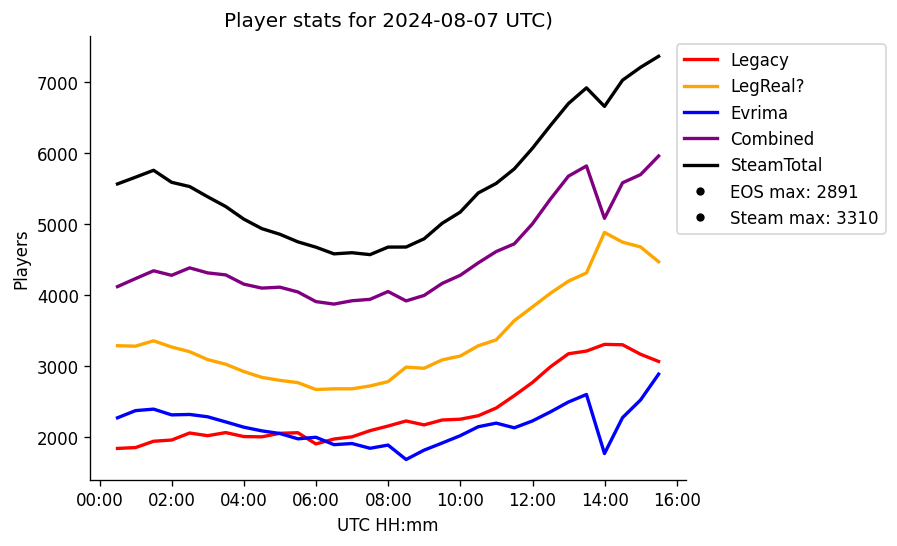 Player stats for 2024-08-07 UTC)
Legacy
LegReal?
Evrima
Combined
SteamTotal
EOS max: 2891
Steam max: 3310
Players
7000
6000
5000
4000
3000
2000
00:00 02:00 04:00 06:00 08:00 10:00 12:00 14:00 16:00
UTC HH:mm